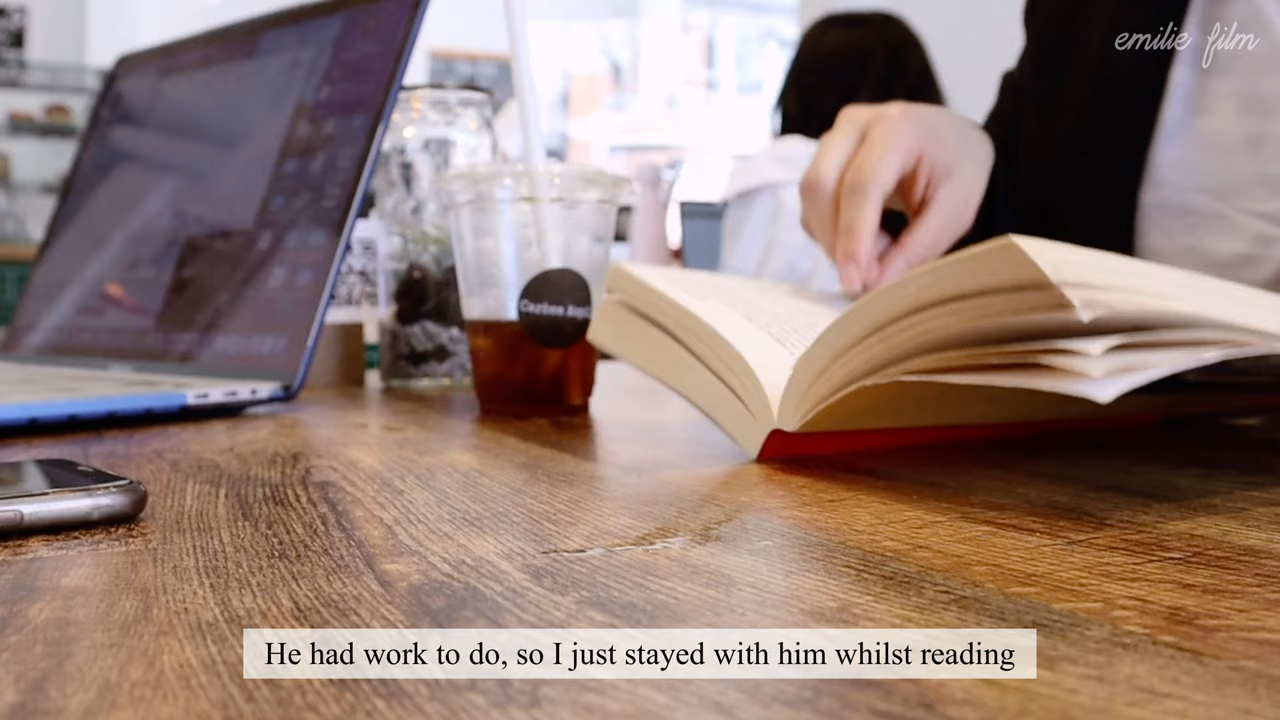 emilie film
He had work to do, so I just stayed with him whilst reading